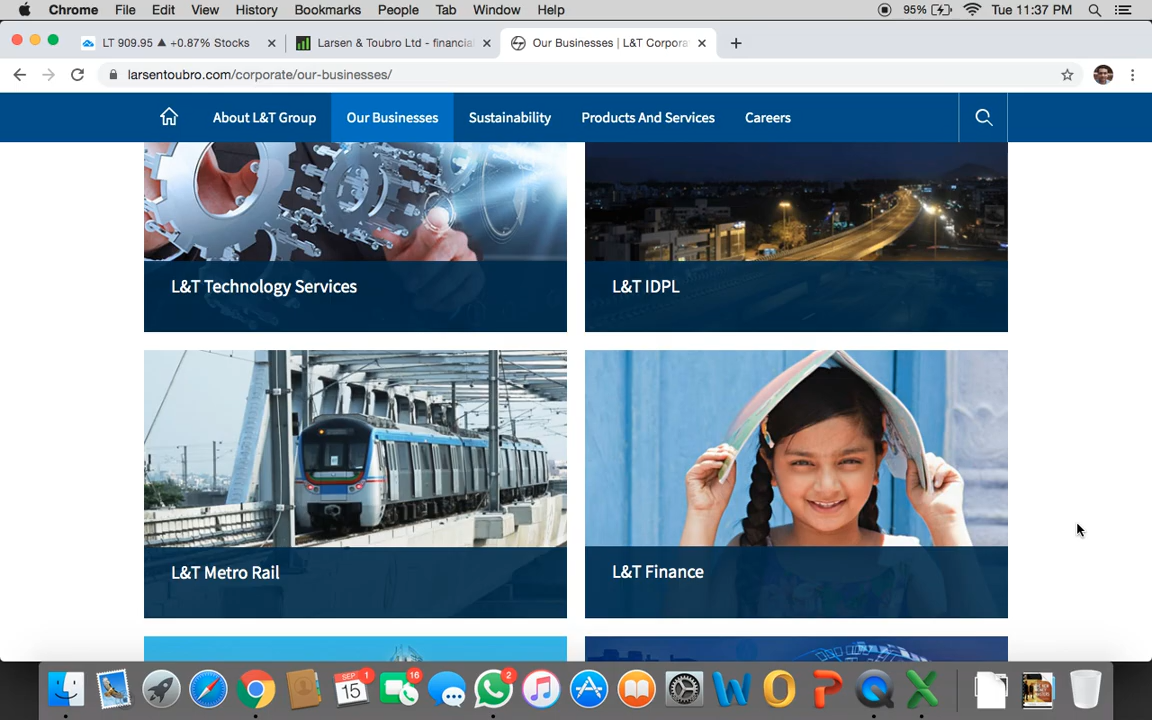 Chrome File Edit View History Bookmarks People Tab Window Help 95% Tue 11:37 PM
LT 909.95 ▲ +0.87% Stocks Larsen & Toubro Ltd - financia Our Businesses | L&T Corpora
larsentoubro.com/corporate/our-businesses/
About L&T Group Our Businesses Sustainability Products And Services Careers
L&T Technology Services L&T IDPL
L&T Metro Rail L&T Finance
SEP 1 16 2
15